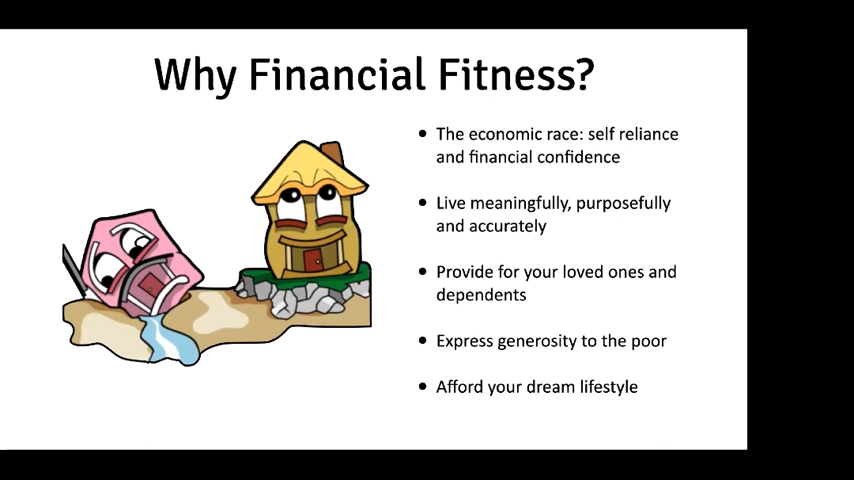 Why Financial Fitness?
• The economic race: self reliance
and financial confidence
• Live meaningfully, purposefully
and accurately
• Provide for your loved ones and
dependents
• Express generosity to the poor
• Afford your dream lifestyle